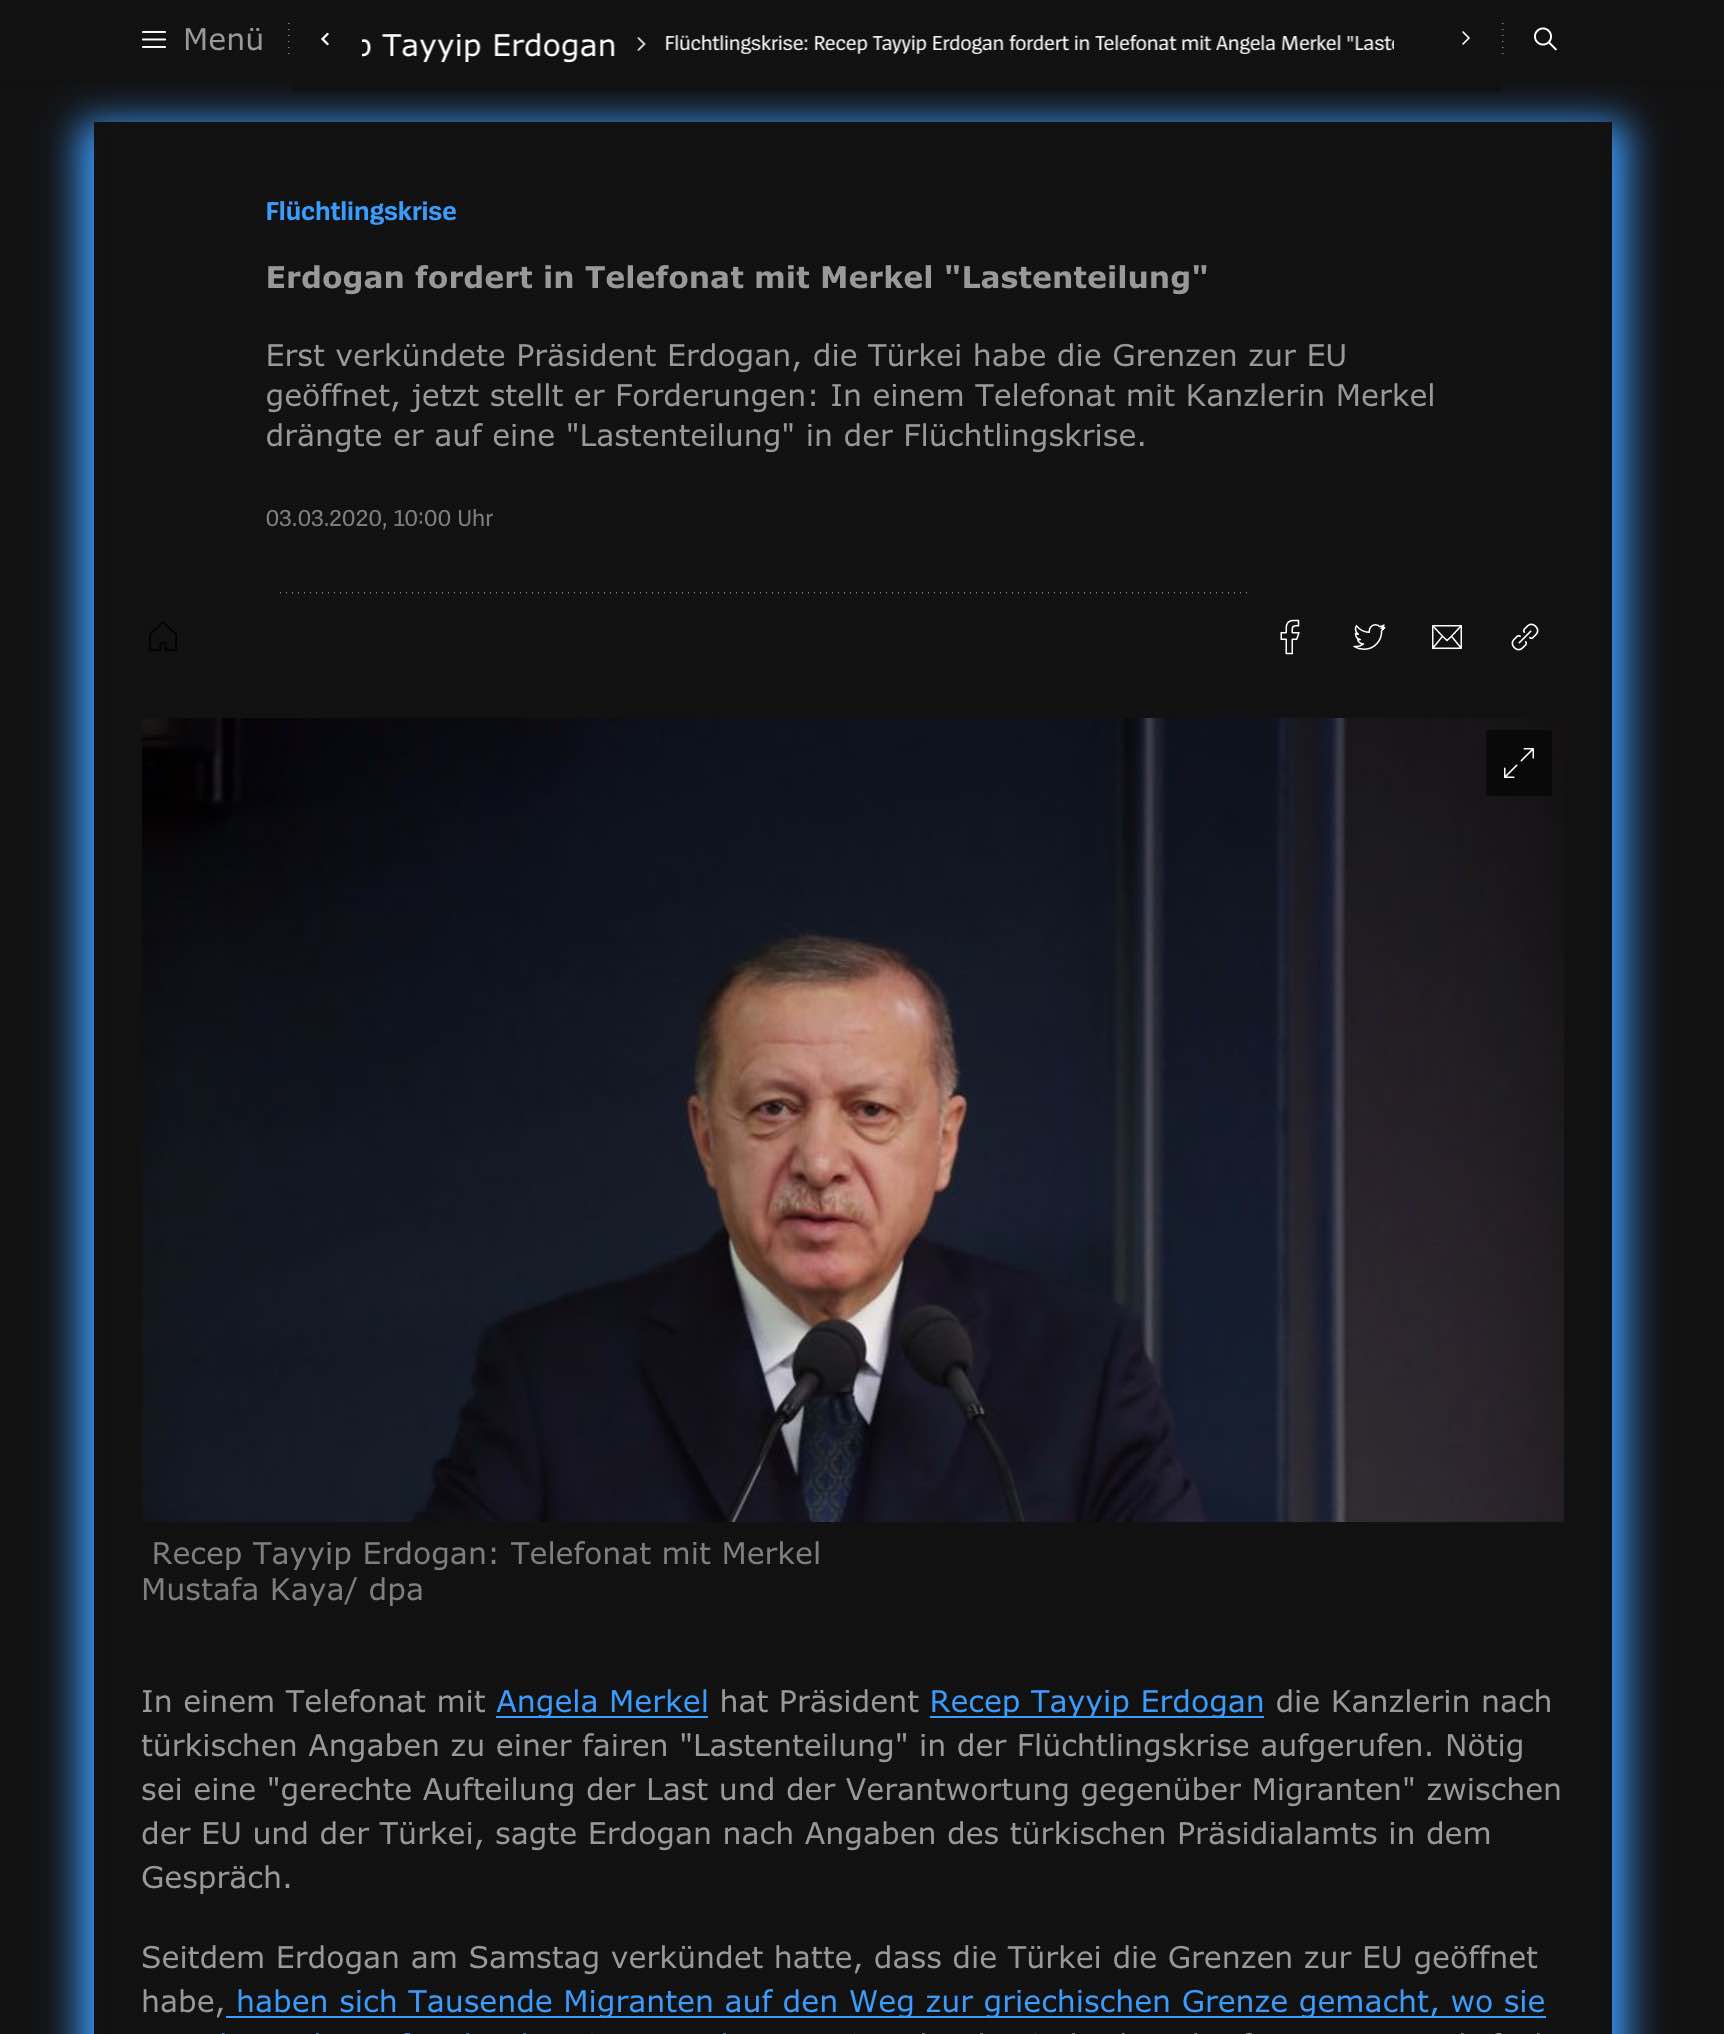 Menü
Tayyip Erdogan
Flüchtlingskrise: Recep Tayyip Erdogan fordert in Telefonat mit Angela Merkel "Last
Flüchtlingskrise
Erdogan fordert in Telefonat mit Merkel "Lastenteilung"
Erst verkündete Präsident Erdogan, die Türkei habe die Grenzen zur EU
geöffnet, jetzt stellt er Forderungen: In einem Telefonat mit Kanzlerin Merkel
drängte er auf eine "Lastenteilung" in der Flüchtlingskrise.
03.03.2020, 10:00 Uhr
Recep Tayyip Erdogan: Telefonat mit Merkel
Mustafa Kaya/ dpa
In einem Telefonat mit Angela Merkel hat Präsident Recep Tayyip Erdogan die Kanzlerin nach
türkischen Angaben zu einer fairen "Lastenteilung" in der Flüchtlingskrise aufgerufen. Nötig
sei eine "gerechte Aufteilung der Last und der Verantwortung gegenüber Migranten" zwischen
der EU und der Türkei, sagte Erdogan nach Angaben des türkischen Präsidialamts in dem
Gespräch.
Seitdem Erdogan am Samstag verkündet hatte, dass die Türkei die Grenzen zur EU geöffnet
habe, haben sich Tausende Migranten auf den Weg zur griechischen Grenze gemacht, wo sie